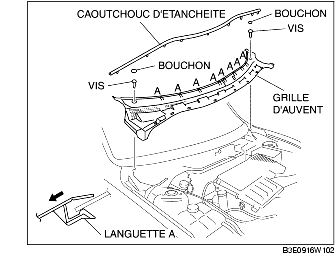 CAOUTCHOUC D'ETANCHEITE
BOUCHON
VIS
BOUCHON
VIS
A A A A A A A A
GRILLE
D'AUVENT
LANGUETTE A
B3E0916W102